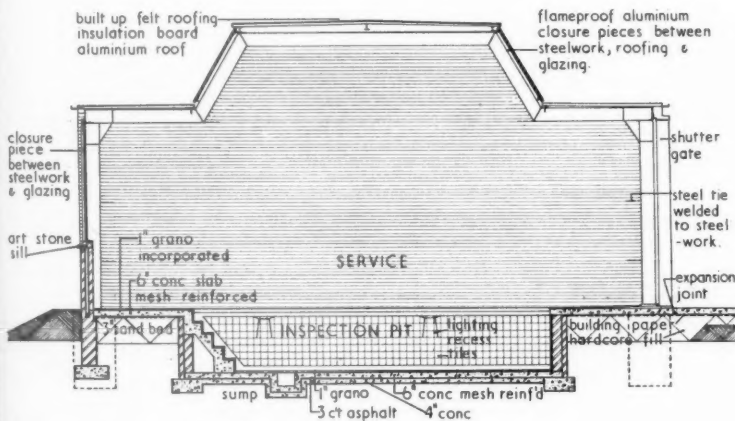 built up felt roofing
insulation board
aluminium roof
flameproof aluminium
closure pieces between
steelwork, roofing &
glazing.
closure
piece
between
steelwork
& glazing
shutter
gate
steel tie
welded
to steel
-work.
art stone
sill
1" grano
incorporated
SERVICE
6" conc slab
mesh reinforced
expansion
joint
3" sand bed
INSPECTION PIT
lighting
recess
tiles
building paper
hardcore fill
sump
1" grano
6" conc mesh reinf'd
3 c't asphalt
4" conc